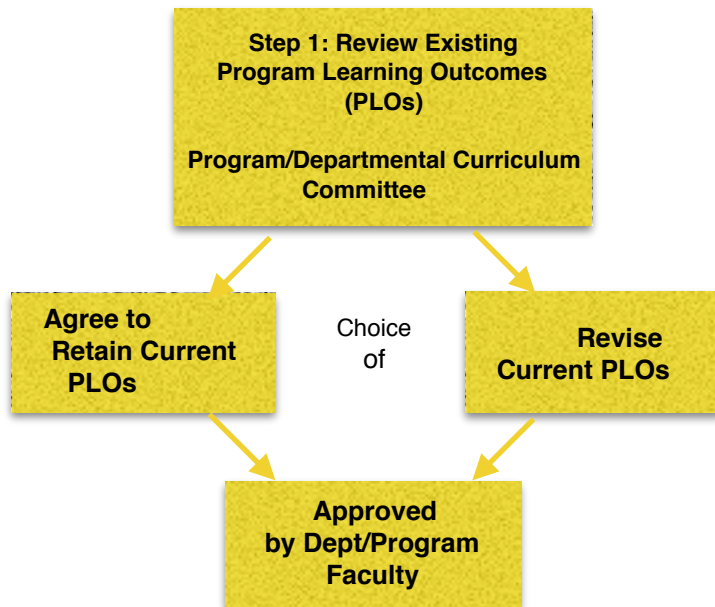 Step 1: Review Existing
Program Learning Outcomes
(PLOs)
Program/Departmental Curriculum
Committee
Agree to
Retain Current
PLOs
Choice
of
Revise
Current PLOs
Approved
by Dept/Program
Faculty